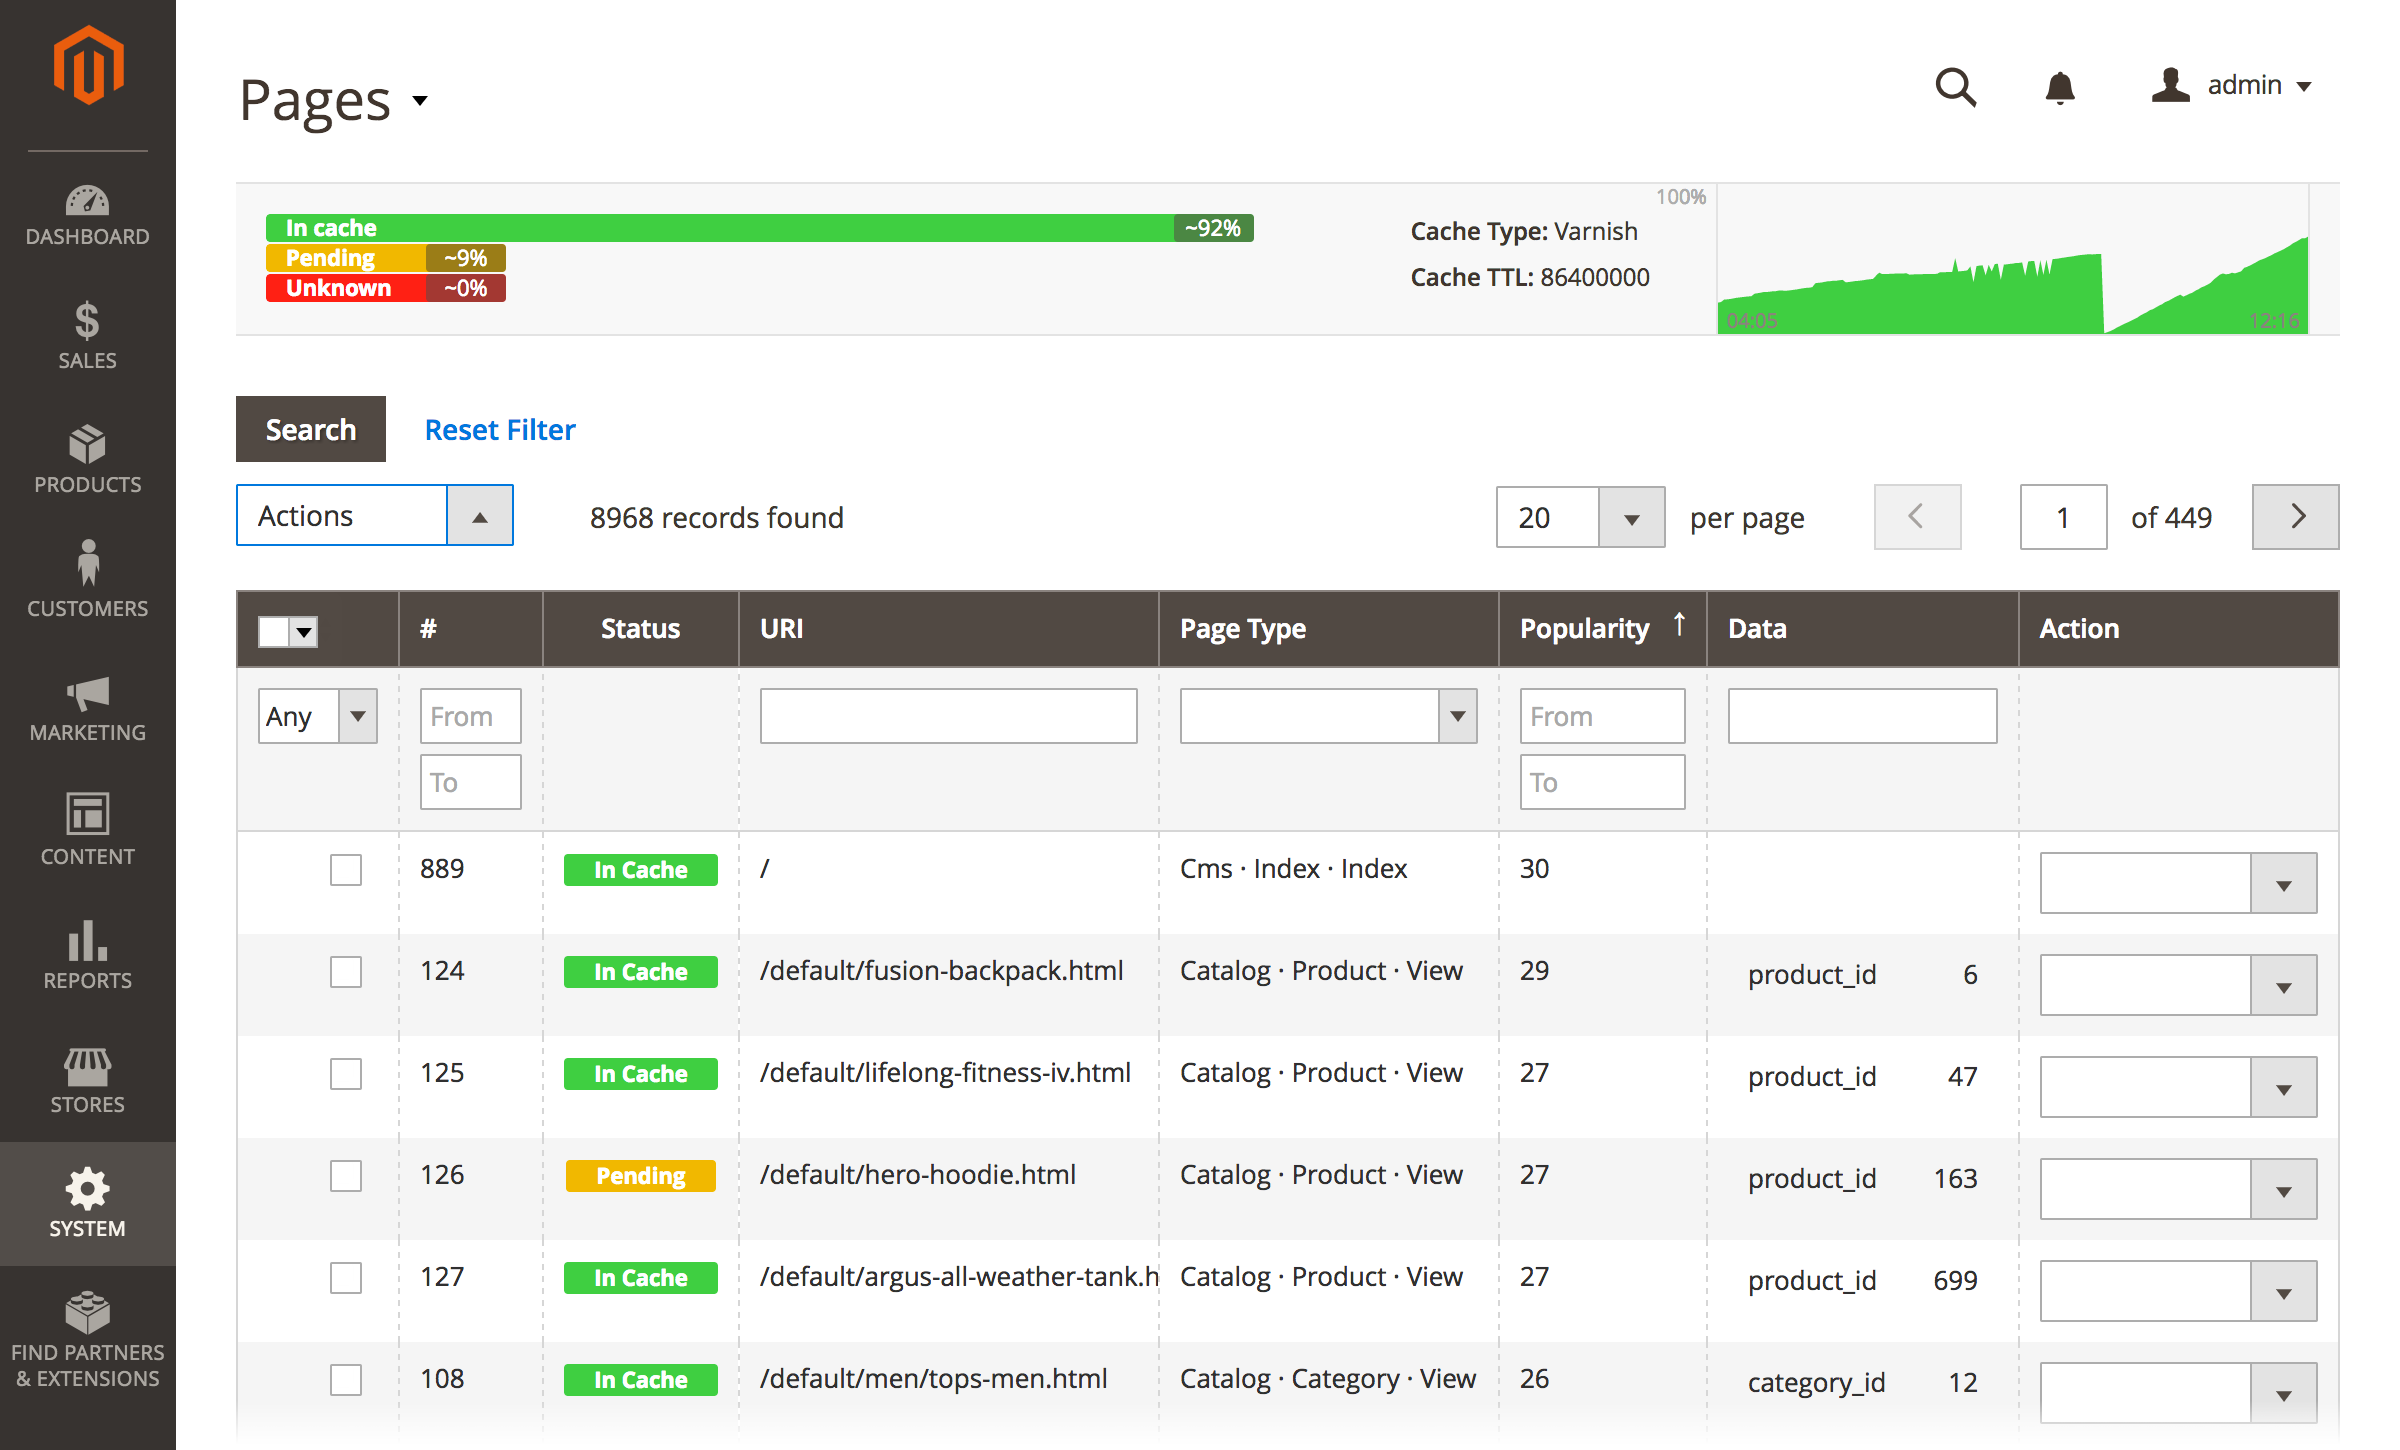 Pages
admin
DASHBOARD
SALES
PRODUCTS
CUSTOMERS
MARKETING
CONTENT
REPORTS
STORES
SYSTEM
FIND PARTNERS
& EXTENSIONS
In cache ~92%
Pending ~9%
Unknown ~0%
Cache Type: Varnish
Cache TTL: 86400000
100%
04:05 12:16
Search Reset Filter
Actions 8968 records found 20 per page 1 of 449
# Status URI Page Type Popularity ↑ Data Action
Any From From
To To
889 In Cache / Cms · Index · Index 30
124 In Cache /default/fusion-backpack.html Catalog · Product · View 29 product_id 6
125 In Cache /default/lifelong-fitness-iv.html Catalog · Product · View 27 product_id 47
126 Pending /default/hero-hoodie.html Catalog · Product · View 27 product_id 163
127 In Cache /default/argus-all-weather-tank.h Catalog · Product · View 27 product_id 699
108 In Cache /default/men/tops-men.html Catalog · Category · View 26 category_id 12